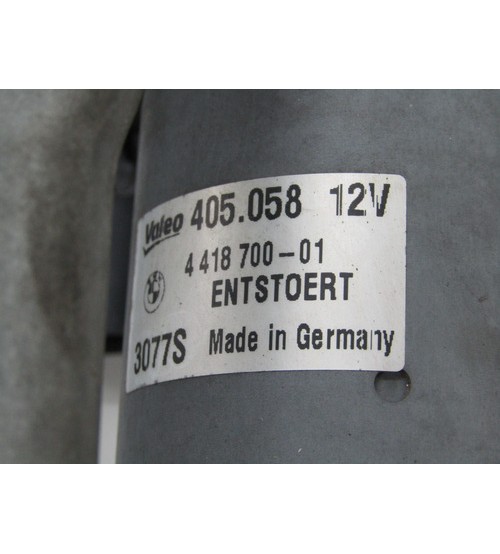 Valeo 405.058 12V
4 418 700-01
ENTSTOERT
3077S Made in Germany